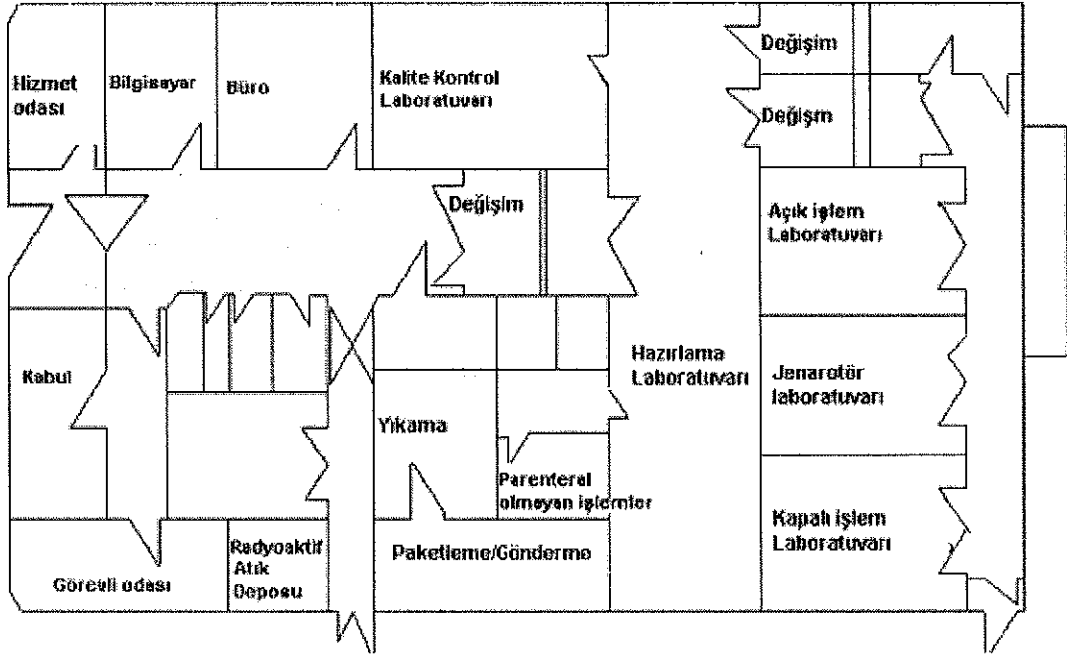 Hizmet
odası
Bilgisayar
Büro
Kalite Kontrol
Laboratuvarı
Değişim
Değişm
Değişim
Açık işlem
Laboratuvarı
Kabul
Hazırlama
Laboratuvarı
Jenarotör
laboratuvarı
Yıkama
Parenteral
olmayan işlemler
Kapalı işlem
Laboratuvarı
Görevli odası
Radyoaktif
Atık
Deposu
Paketleme/Gönderme